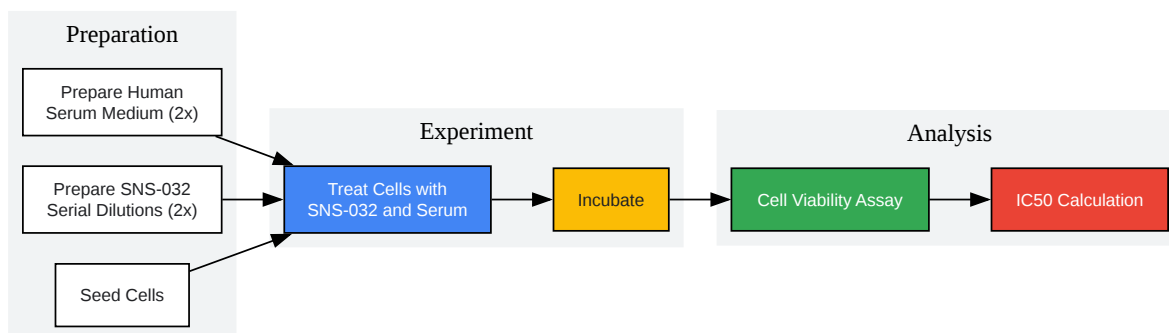 Preparation
Prepare Human
Serum Medium (2x)
Prepare SNS-032
Serial Dilutions (2x)
Seed Cells
Experiment
Treat Cells with
SNS-032 and Serum
Incubate
Analysis
Cell Viability Assay
IC50 Calculation